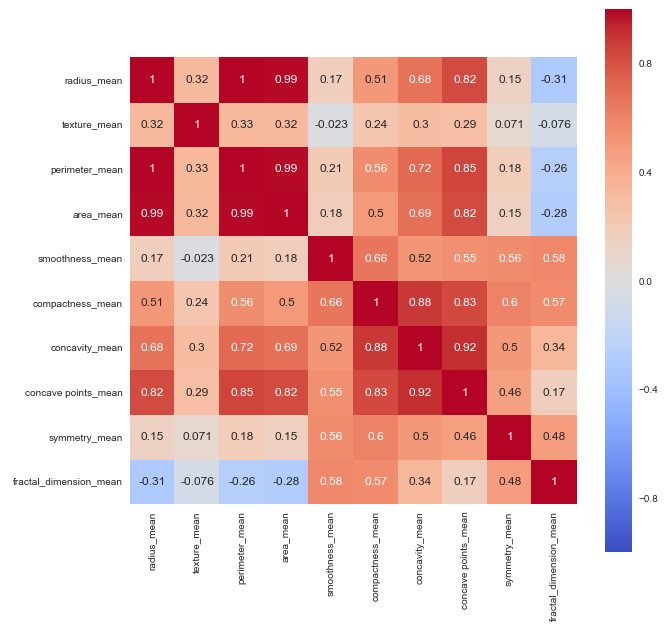 radius_mean 1 0.32 1 0.99 0.17 0.51 0.68 0.82 0.15 -0.31
texture_mean 0.32 1 0.33 0.32 -0.023 0.24 0.3 0.29 0.071 -0.076
perimeter_mean 1 0.33 1 0.99 0.21 0.56 0.72 0.85 0.18 -0.26
area_mean 0.99 0.32 0.99 1 0.18 0.5 0.69 0.82 0.15 -0.28
smoothness_mean 0.17 -0.023 0.21 0.18 1 0.66 0.52 0.55 0.56 0.58
compactness_mean 0.51 0.24 0.56 0.5 0.66 1 0.88 0.83 0.6 0.57
concavity_mean 0.68 0.3 0.72 0.69 0.52 0.88 1 0.92 0.5 0.34
concave points_mean 0.82 0.29 0.85 0.82 0.55 0.83 0.92 1 0.46 0.17
symmetry_mean 0.15 0.071 0.18 0.15 0.56 0.6 0.5 0.46 1 0.48
fractal_dimension_mean -0.31 -0.076 -0.26 -0.28 0.58 0.57 0.34 0.17 0.48 1
radius_mean
texture_mean
perimeter_mean
area_mean
smoothness_mean
compactness_mean
concavity_mean
concave points_mean
symmetry_mean
fractal_dimension_mean
0.8
0.4
0.0
−0.4
−0.8